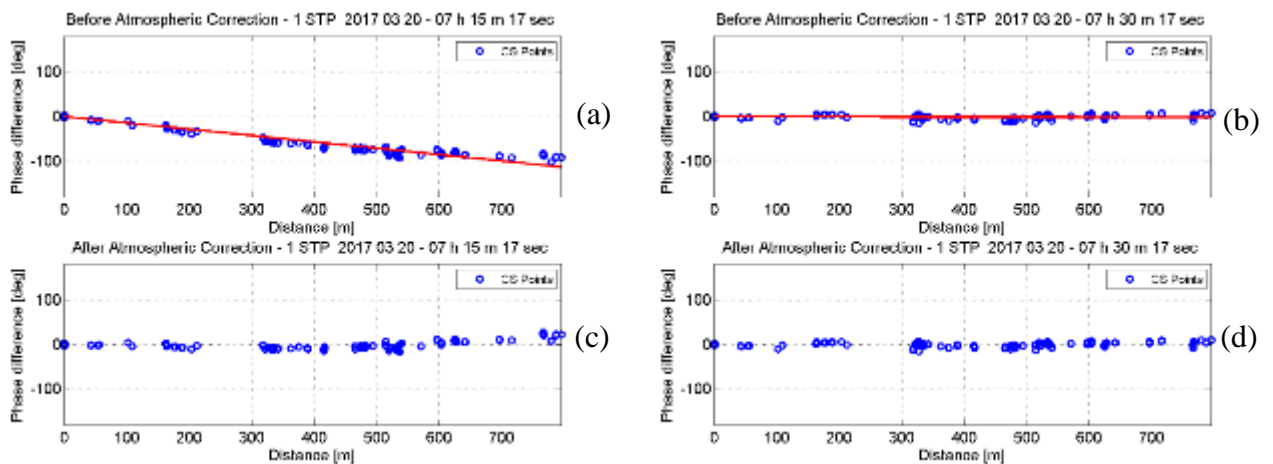 Before Atmospheric Correction - 1 STP 2017 03 20 - 07 h 15 m 17 sec
Phase difference [deg]
100
0
-100
CS Points
(a)
0 100 200 300 400 500 600 700
Distance [m]
Before Atmospheric Correction - 1 STP 2017 03 20 - 07 h 30 m 17 sec
Phase difference [deg]
100
0
-100
CS Points
(b)
0 100 200 300 400 500 600 700
Distance [m]
After Atmospheric Correction - 1 STP 2017 03 20 - 07 h 15 m 17 sec
Phase difference [deg]
100
0
-100
CS Points
(c)
0 100 200 300 400 500 600 700
Distance [m]
After Atmospheric Correction - 1 STP 2017 03 20 - 07 h 30 m 17 sec
Phase difference [deg]
100
0
-100
CS Points
(d)
0 100 200 300 400 500 600 700
Distance [m]